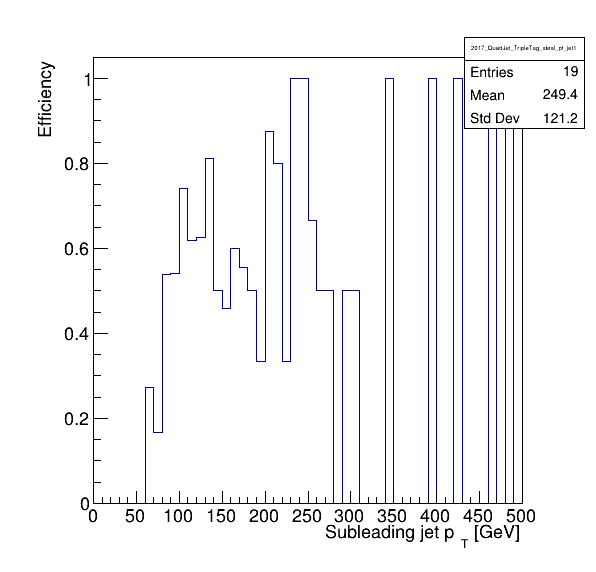 2017_QuadJet_TripleTag_ideal_pt_jet1
Entries 19
Mean 249.4
Std Dev 121.2
Efficiency
1
0.8
0.6
0.4
0.2
0
0 50 100 150 200 250 300 350 400 450 500
Subleading jet p T [GeV]